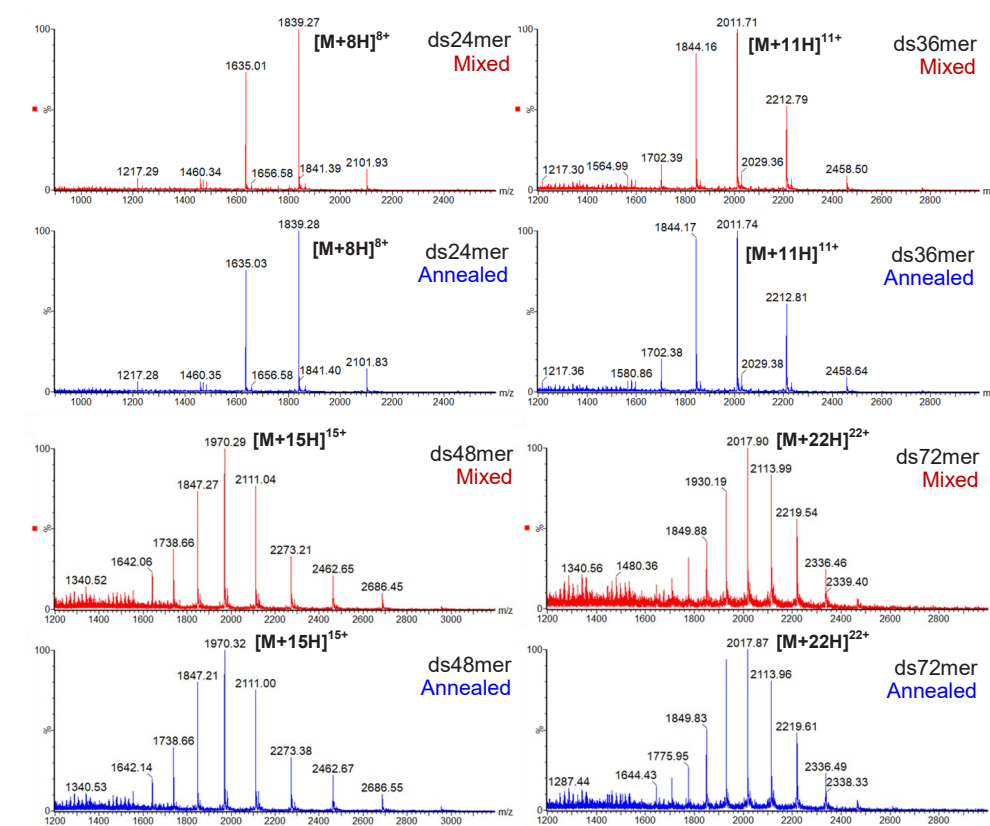 1839.27
[M+8H]8+
ds24mer
Mixed
1635.01
1217.29
1460.34
1656.58
1841.39
2101.93
100
%
0
1000 1200 1400 1600 1800 2000 2200 2400
m/z
2011.71
[M+11H]11+
ds36mer
Mixed
1844.16
2212.79
1217.30
1564.99
1702.39
2029.36
2458.50
100
%
0
1200 1400 1600 1800 2000 2200 2400 2600 2800
m
1839.28
[M+8H]8+
ds24mer
Annealed
1635.03
1217.28
1460.35
1656.58
1841.40
2101.83
100
%
0
1000 1200 1400 1600 1800 2000 2200 2400
m/z
2011.74
[M+11H]11+
ds36mer
Annealed
1844.17
2212.81
1217.36
1580.86
1702.38
2029.38
2458.64
100
%
0
1200 1400 1600 1800 2000 2200 2400 2600 2800
m
1970.29
[M+15H]15+
ds48mer
Mixed
1847.27
2111.04
1738.66
1642.06
1340.52
2273.21
2462.65
2686.45
100
%
0
1200 1400 1600 1800 2000 2200 2400 2600 2800 3000
m/z
2017.90
[M+22H]22+
ds72mer
Mixed
1930.19
2113.99
2219.54
1849.88
1340.56
1480.36
2336.46
2339.40
100
%
0
1200 1400 1600 1800 2000 2200 2400 2600 2800
1970.32
[M+15H]15+
ds48mer
Annealed
1847.21
2111.00
1738.66
1642.14
1340.53
2273.38
2462.67
2686.55
100
%
0
1200 1400 1600 1800 2000 2200 2400 2600 2800 3000
m/z
2017.87
[M+22H]22+
ds72mer
Annealed
2113.96
1849.83
2219.61
1775.95
1644.43
1287.44
2336.49
2338.33
100
%
0
1200 1400 1600 1800 2000 2200 2400 2600 2800